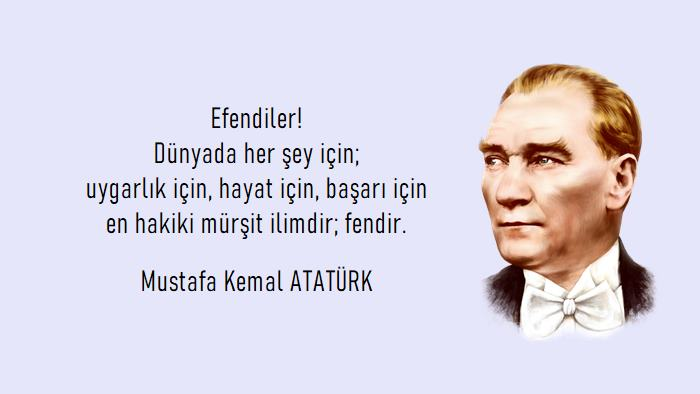 Efendiler!
Dünyada her şey için;
uygarlık için, hayat için, başarı için
en hakiki mürşit ilimdir; fendir.
Mustafa Kemal ATATÜRK